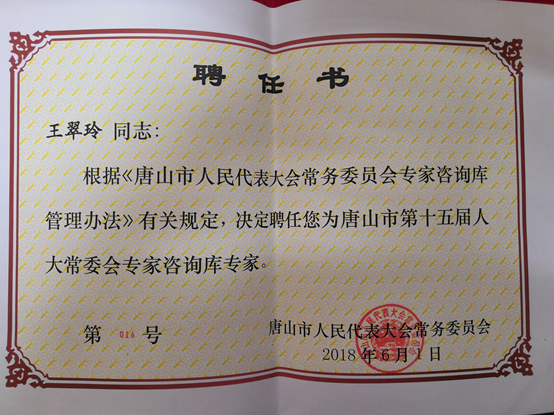 聘任书
王翠玲 同志:
根据《唐山市人民代表大会常务委员会专家咨询库
管理办法》有关规定,决定聘任您为唐山市第十五届人
大常委会专家咨询库专家。
第 026 号
唐山市人民代表大会常务委员会
2018年6月1日